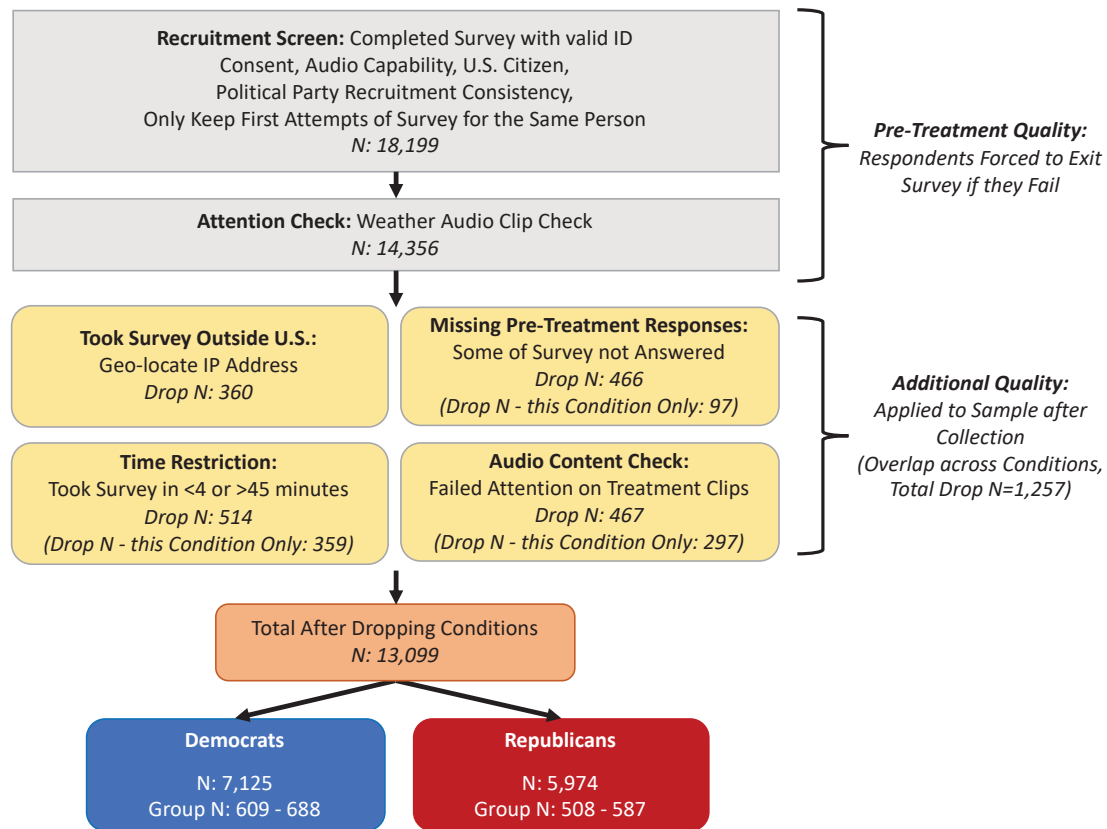 Recruitment Screen: Completed Survey with valid ID
Consent, Audio Capability, U.S. Citizen,
Political Party Recruitment Consistency,
Only Keep First Attempts of Survey for the Same Person
N: 18,199
Pre-Treatment Quality:
Respondents Forced to Exit
Survey if they Fail
Attention Check: Weather Audio Clip Check
N: 14,356
Took Survey Outside U.S.:
Geo-locate IP Address
Drop N: 360
Missing Pre-Treatment Responses:
Some of Survey not Answered
Drop N: 466
(Drop N - this Condition Only: 97)
Additional Quality:
Applied to Sample after
Collection
(Overlap across Conditions,
Total Drop N=1,257)
Time Restriction:
Took Survey in <4 or >45 minutes
Drop N: 514
(Drop N - this Condition Only: 359)
Audio Content Check:
Failed Attention on Treatment Clips
Drop N: 467
(Drop N - this Condition Only: 297)
Total After Dropping Conditions
N: 13,099
Democrats
N: 7,125
Group N: 609 - 688
Republicans
N: 5,974
Group N: 508 - 587